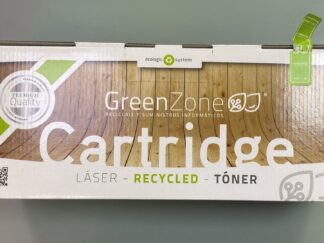 ecologic system
PREMIUM
Quality
GreenZone
RECICLAJE Y SUMINISTROS INFORMÁTICOS
Cartridge
LÁSER - RECYCLED - TÓNER